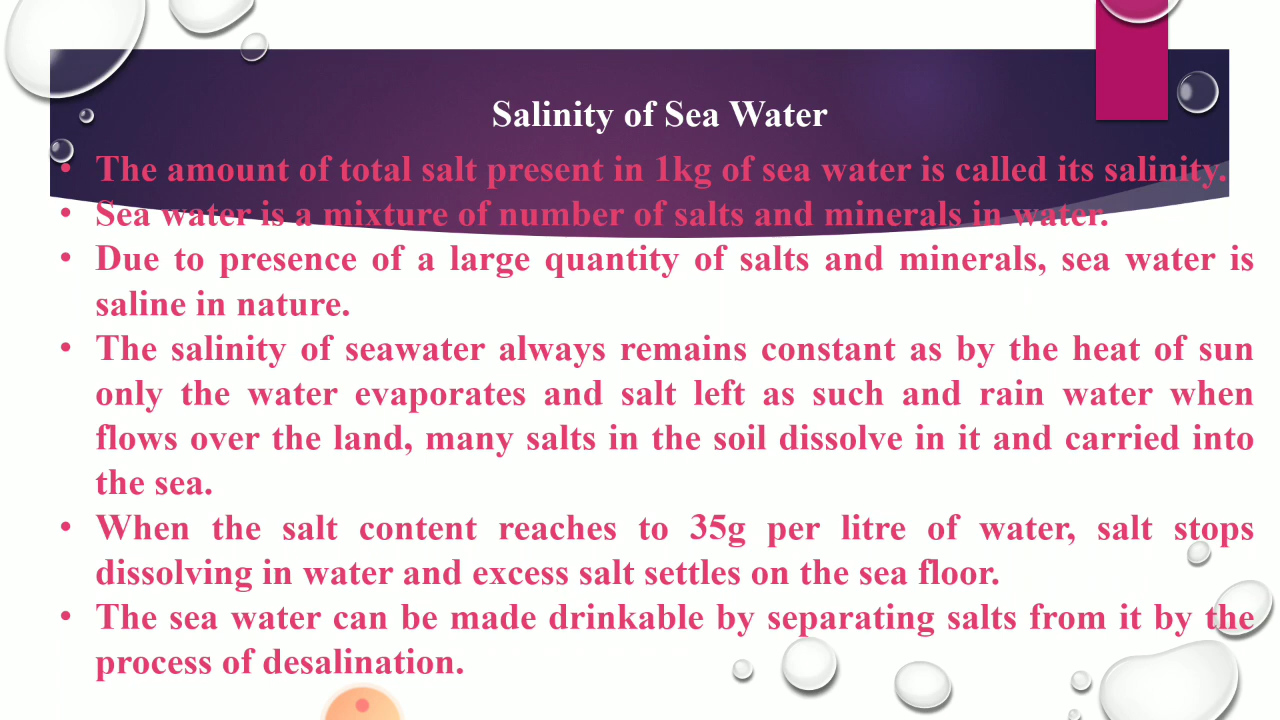 Salinity of Sea Water
• The amount of total salt present in 1kg of sea water is called its salinity.
• Sea water is a mixture of number of salts and minerals in water.
• Due to presence of a large quantity of salts and minerals, sea water is
saline in nature.
• The salinity of seawater always remains constant as by the heat of sun
only the water evaporates and salt left as such and rain water when
flows over the land, many salts in the soil dissolve in it and carried into
the sea.
• When the salt content reaches to 35g per litre of water, salt stops
dissolving in water and excess salt settles on the sea floor.
• The sea water can be made drinkable by separating salts from it by the
process of desalination.